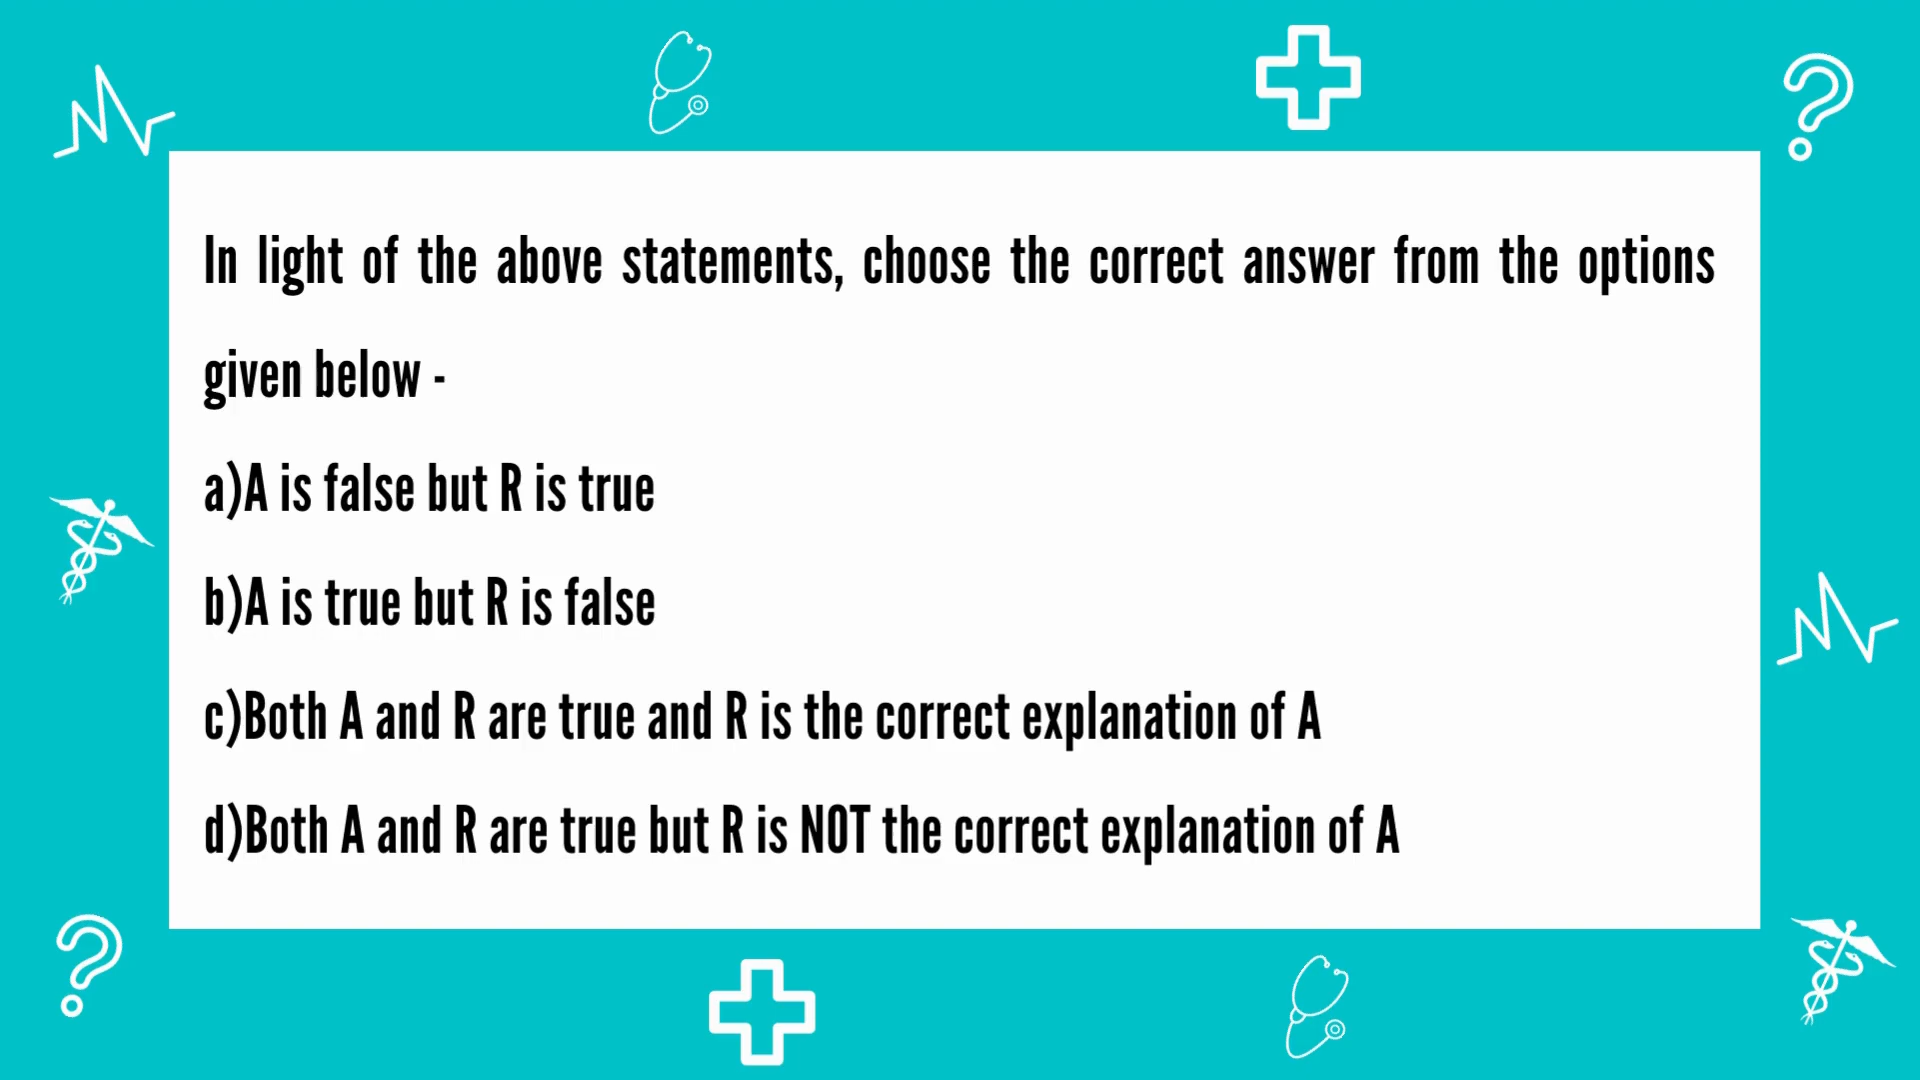 In light of the above statements, choose the correct answer from the options
given below -
a)A is false but R is true
b)A is true but R is false
c)Both A and R are true and R is the correct explanation of A
d)Both A and R are true but R is NOT the correct explanation of A